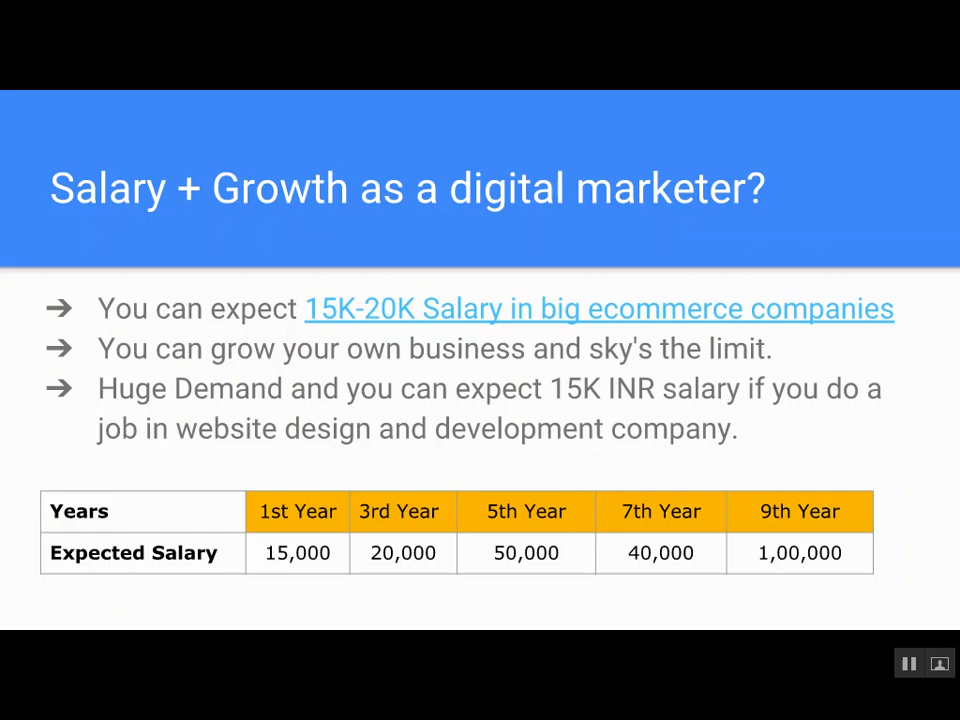 Salary + Growth as a digital marketer?
➔ You can expect 15K-20K Salary in big ecommerce companies
➔ You can grow your own business and sky's the limit.
➔ Huge Demand and you can expect 15K INR salary if you do a
job in website design and development company.
Years 1st Year 3rd Year 5th Year 7th Year 9th Year
Expected Salary 15,000 20,000 50,000 40,000 1,00,000